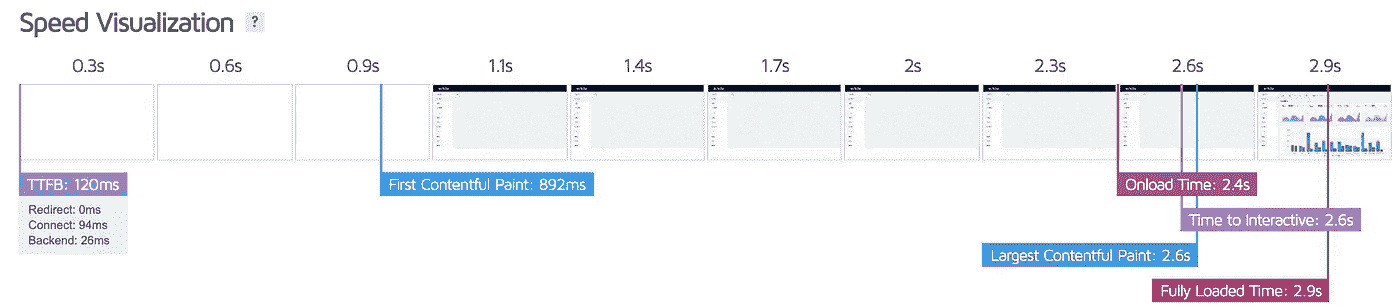 Speed Visualization ?
0.3s 0.6s 0.9s 1.1s 1.4s 1.7s 2s 2.3s 2.6s 2.9s
TTFB: 120ms
First Contentful Paint: 892ms
Onload Time: 2.4s
Redirect: 0ms
Connect: 94ms
Backend: 26ms
Time to Interactive: 2.6s
Largest Contentful Paint: 2.6s
Fully Loaded Time: 2.9s